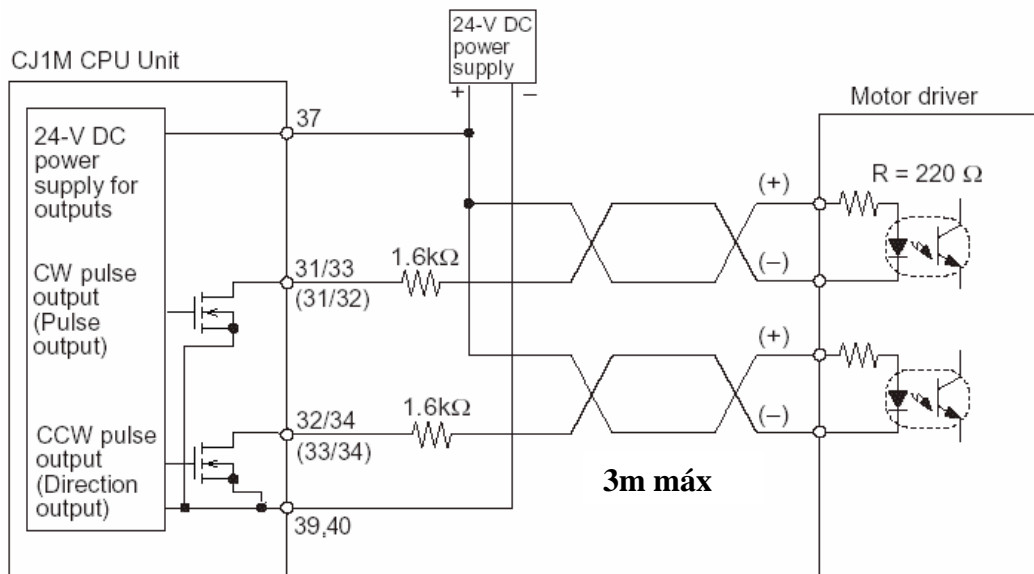 24-V DC
power
supply
+ –
CJ1M CPU Unit
Motor driver
37
24-V DC
power
supply for
outputs
R = 220 Ω
(+)
(–)
CW pulse
output
(Pulse
output)
31/33
(31/32)
1.6kΩ
(+)
(–)
CCW pulse
output
(Direction
output)
32/34
(33/34)
1.6kΩ
3m máx
39,40